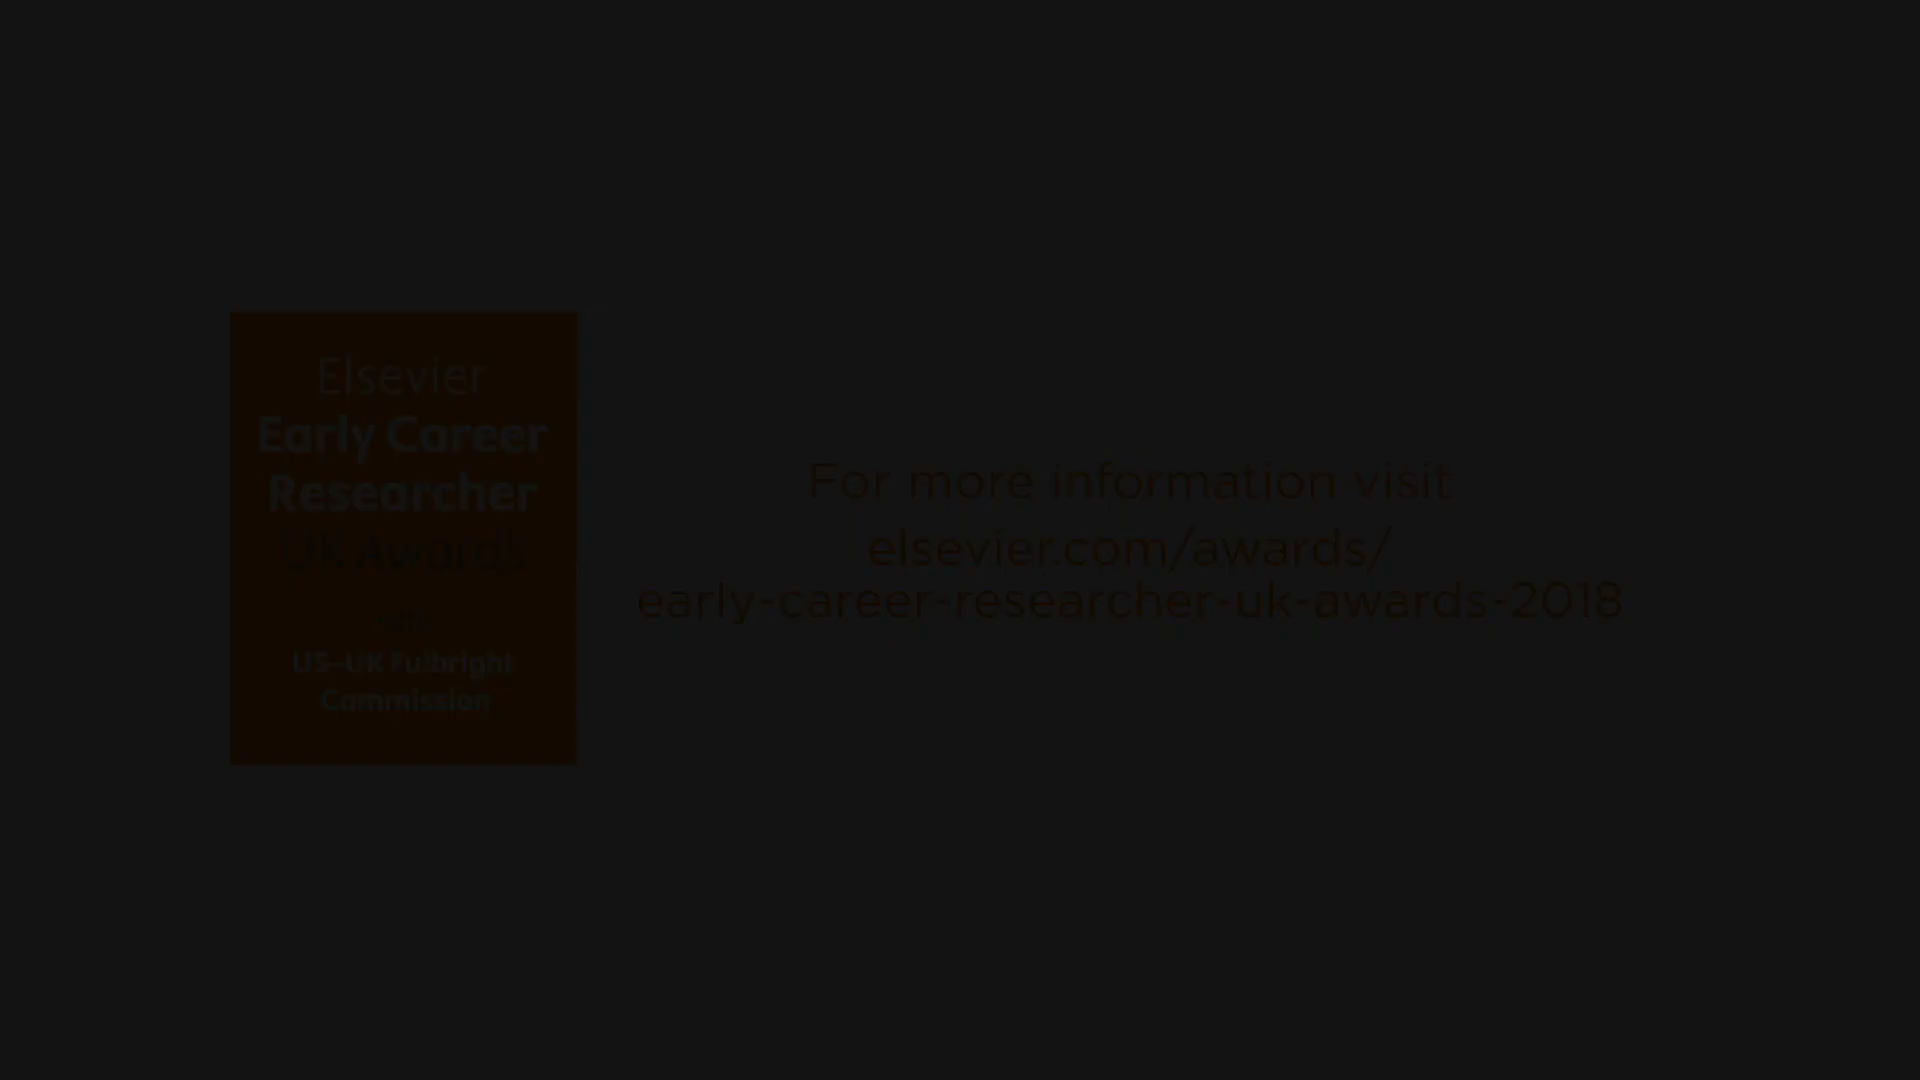 Elsevier
Early Career
Researcher
UK Awards
with
US–UK Fulbright
Commission
For more information visit
elsevier.com/awards/
early-career-researcher-uk-awards-2018